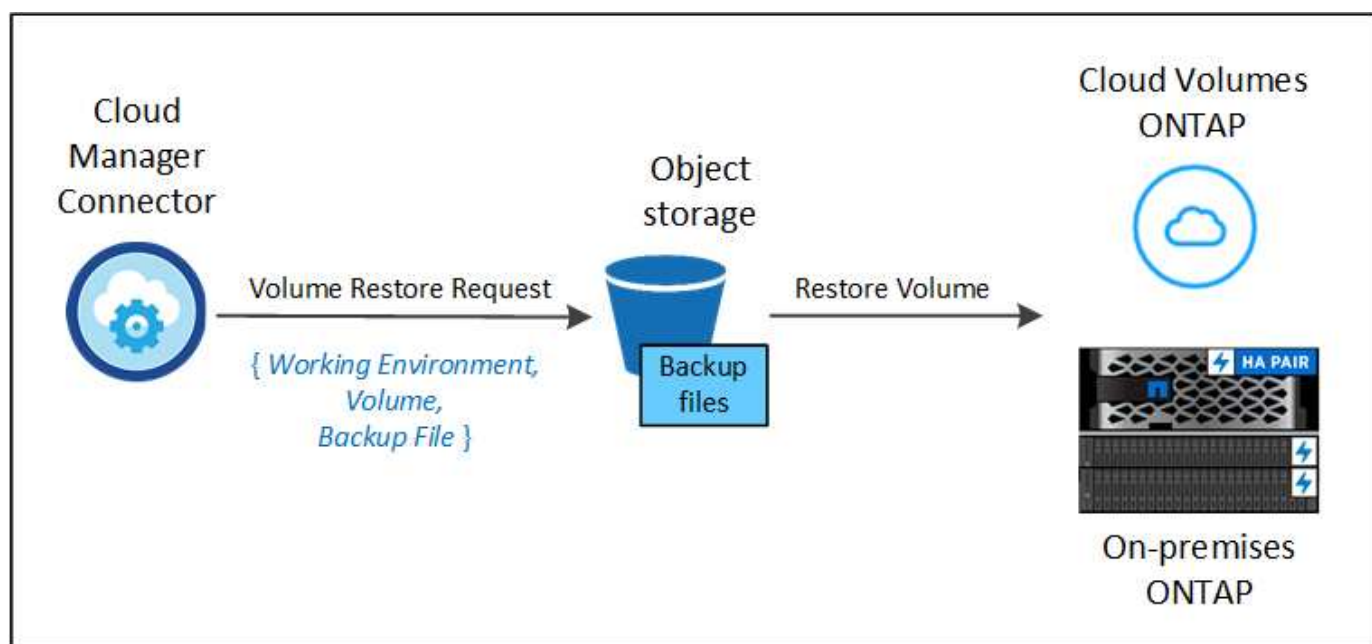 Cloud
Manager
Connector
Volume Restore Request
{ Working Environment,
Volume,
Backup File }
Object
storage
Backup
files
Restore Volume
Cloud Volumes
ONTAP
HA PAIR
On-premises
ONTAP